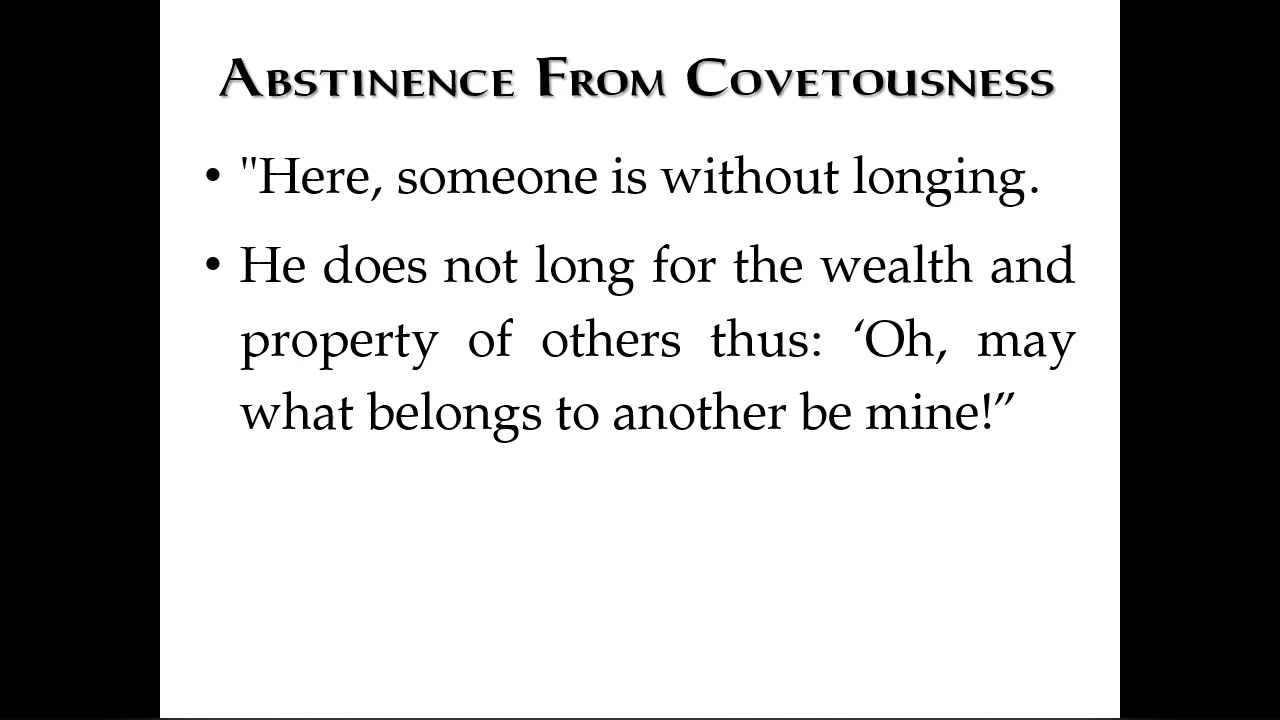 Abstinence From Covetousness
• "Here, someone is without longing.
• He does not long for the wealth and
property of others thus: ‘Oh, may
what belongs to another be mine!”